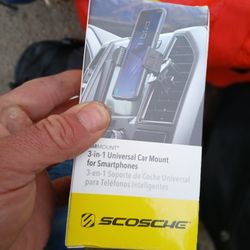 3-in-1 Universal Car Mount
for Smartphones
3-en-1 Soporte de Coche Universal
para Teléfonos Inteligentes
SCOSCHE